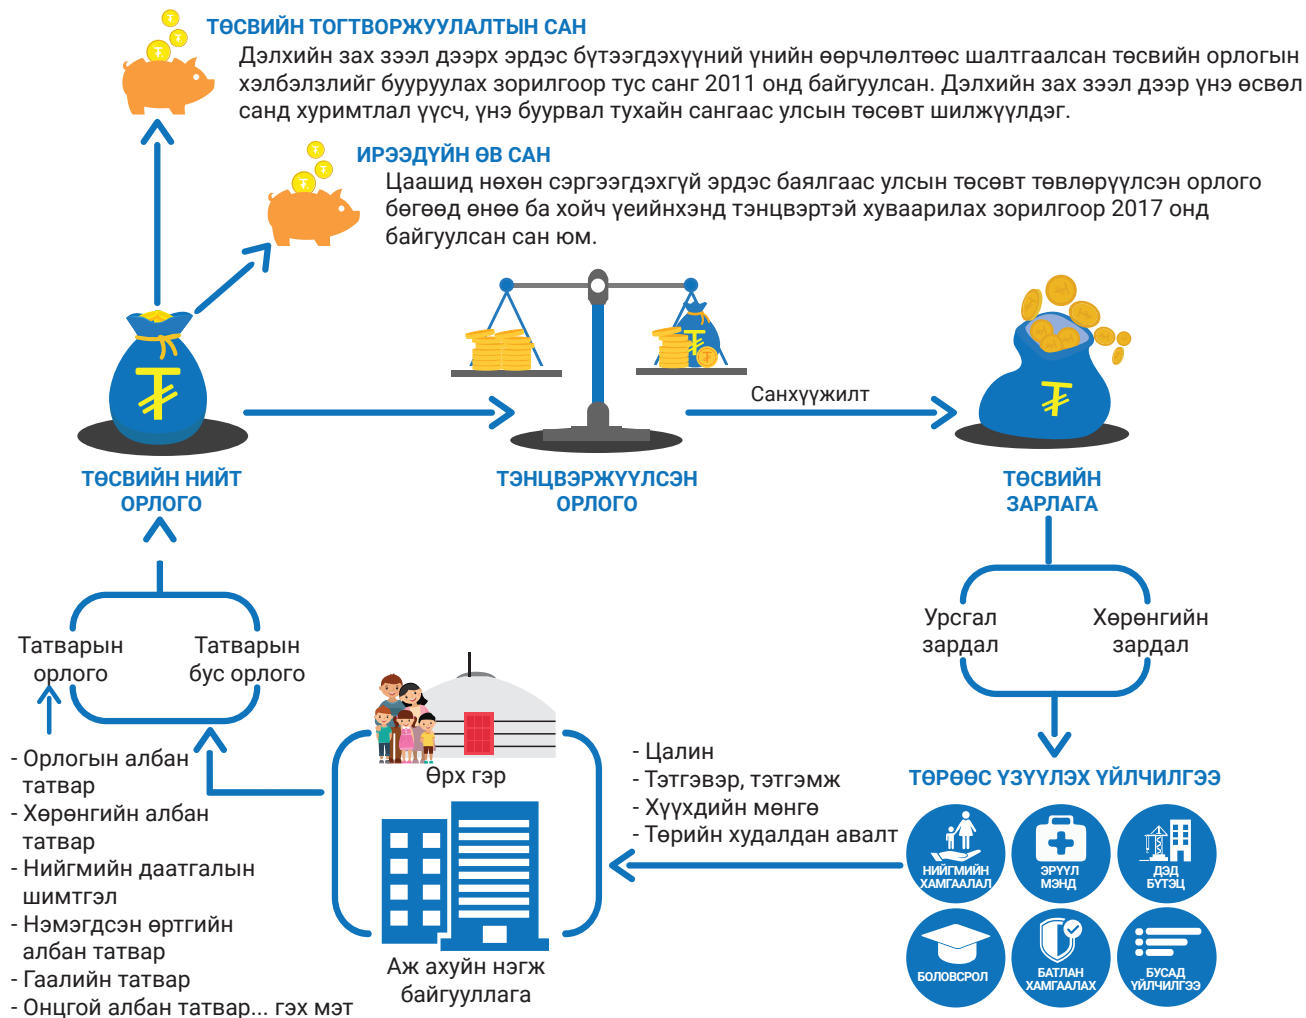 ТӨСВИЙН ТОГТВОРЖУУЛАЛТЫН САН
Дэлхийн зах зээл дээрх эрдэс бүтээгдэхүүний үнийн өөрчлөлтөөс шалтгаалсан төсвийн орлогын
хэлбэлзлийг бууруулах зорилгоор тус санг 2011 онд байгуулсан. Дэлхийн зах зээл дээр үнэ өсвөл
санд хуримтлал үүсч, үнэ буурвал тухайн сангаас улсын төсөвт шилжүүлдэг.
ИРЭЭДҮЙН ӨВ САН
Цаашид нөхөн сэргээгдэхгүй эрдэс баялгаас улсын төсөвт төвлөрүүлсэн орлого
бөгөөд өнөө ба хойч үеийнхэнд тэнцвэртэй хуваарилах зорилгоор 2017 онд
байгуулсан сан юм.
Санхүүжилт
ТӨСВИЙН НИЙТ
ОРЛОГО
ТЭНЦВЭРЖҮҮЛСЭН
ОРЛОГО
ТӨСВИЙН
ЗАРЛАГА
Татварын
орлого
Татварын
бус орлого
Урсгал
зардал
Хөрөнгийн
зардал
- Орлогын албан
татвар
- Хөрөнгийн албан
татвар
- Нийгмийн даатгалын
шимтгэл
- Нэмэгдсэн өртгийн
албан татвар
- Гаалийн татвар
- Онцгой албан татвар... гэх мэт
Өрх гэр
Аж ахуйн нэгж
байгууллага
- Цалин
- Тэтгэвэр, тэтгэмж
- Хүүхдийн мөнгө
- Төрийн худалдан авалт
ТӨРӨӨС ҮЗҮҮЛЭХ ҮЙЛЧИЛГЭЭ
НИЙГМИЙН
ХАМГААЛАЛ
ЭРҮҮЛ
МЭНД
ДЭД
БҮТЭЦ
БОЛОВСРОЛ
БАТЛАН
ХАМГААЛАХ
БУСАД
ҮЙЛЧИЛГЭЭ